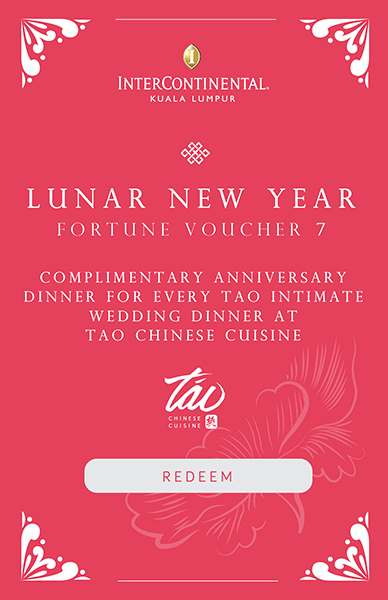 INTERCONTINENTAL.
KUALA LUMPUR
LUNAR NEW YEAR
FORTUNE VOUCHER 7
COMPLIMENTARY ANNIVERSARY
DINNER FOR EVERY TAO INTIMATE
WEDDING DINNER AT
TAO CHINESE CUISINE
Táo
CHINESE
CUISINE
REDEEM